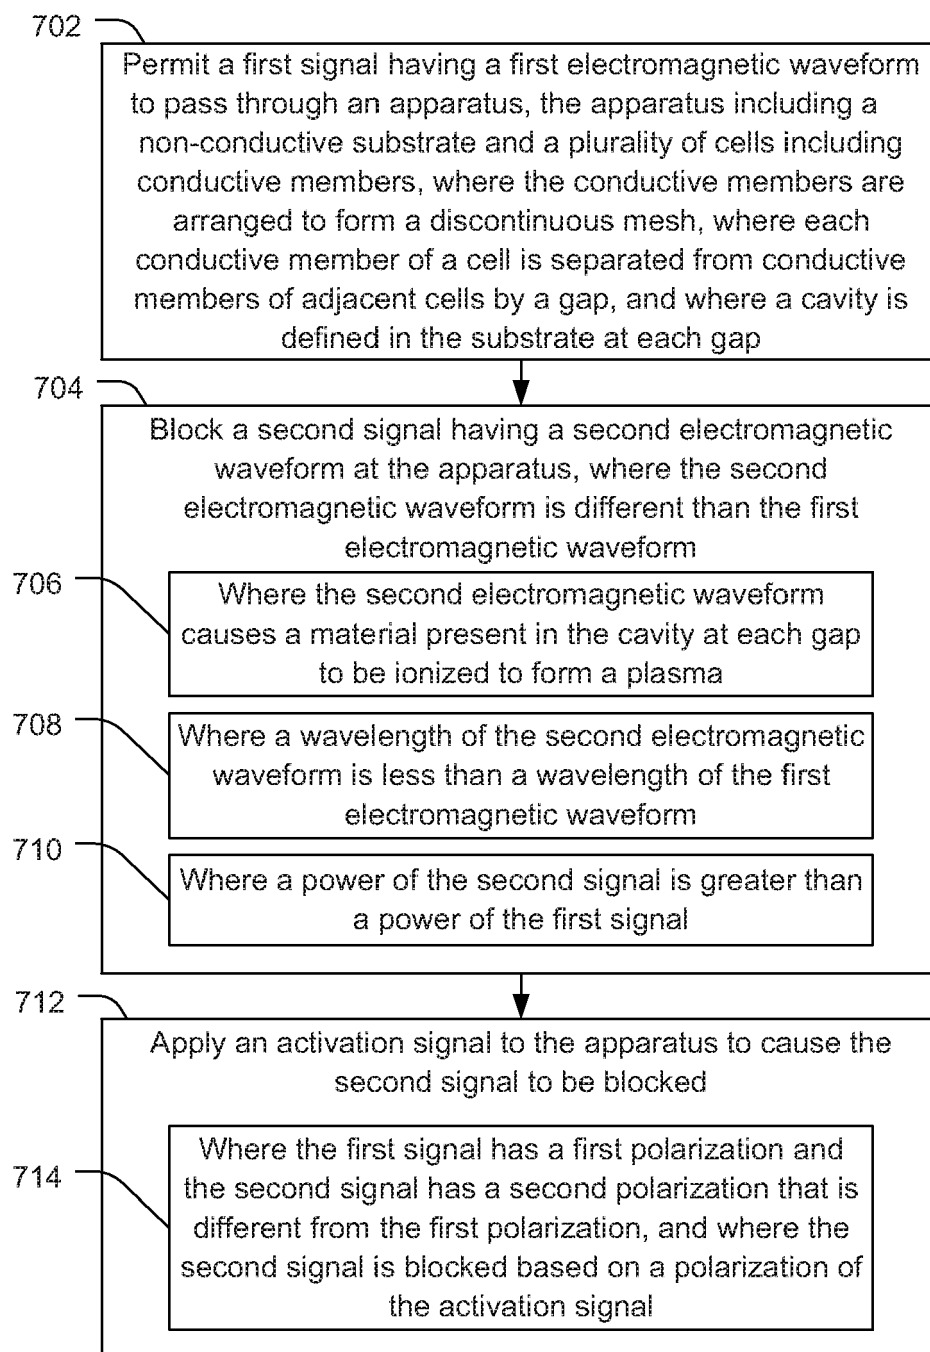 702
Permit a first signal having a first electromagnetic waveform
to pass through an apparatus, the apparatus including a
non-conductive substrate and a plurality of cells including
conductive members, where the conductive members are
arranged to form a discontinuous mesh, where each
conductive member of a cell is separated from conductive
members of adjacent cells by a gap, and where a cavity is
defined in the substrate at each gap
704
Block a second signal having a second electromagnetic
waveform at the apparatus, where the second
electromagnetic waveform is different than the first
electromagnetic waveform
706
Where the second electromagnetic waveform
causes a material present in the cavity at each gap
to be ionized to form a plasma
708
Where a wavelength of the second electromagnetic
waveform is less than a wavelength of the first
electromagnetic waveform
710
Where a power of the second signal is greater than
a power of the first signal
712
Apply an activation signal to the apparatus to cause the
second signal to be blocked
714
Where the first signal has a first polarization and
the second signal has a second polarization that is
different from the first polarization, and where the
second signal is blocked based on a polarization of
the activation signal